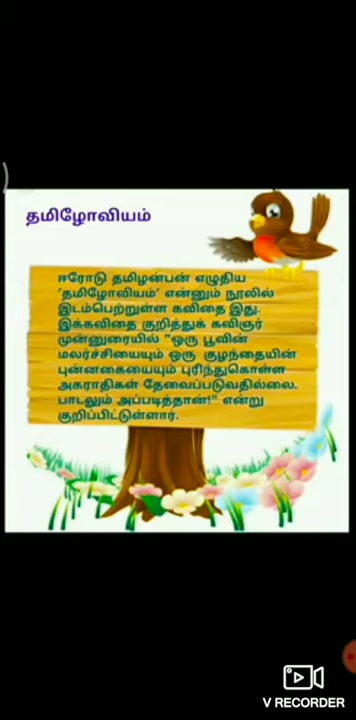 தமிழோவியம்
ஈரோடு தமிழன்பன் எழுதிய
'தமிழோவியம்' என்னும் நூலில்
இடம்பெற்றுள்ள கவிதை இது.
இக்கவிதை குறித்துக் கவிஞர்
முன்னுரையில் "ஒரு பூவின்
மலர்ச்சியையும் ஒரு குழந்தையின்
புன்னகையையும் புரிந்துகொள்ள
அகராதிகள் தேவைப்படுவதில்லை.
பாடலும் அப்படித்தான்!" என்று
குறிப்பிட்டுள்ளார்.
V RECORDER